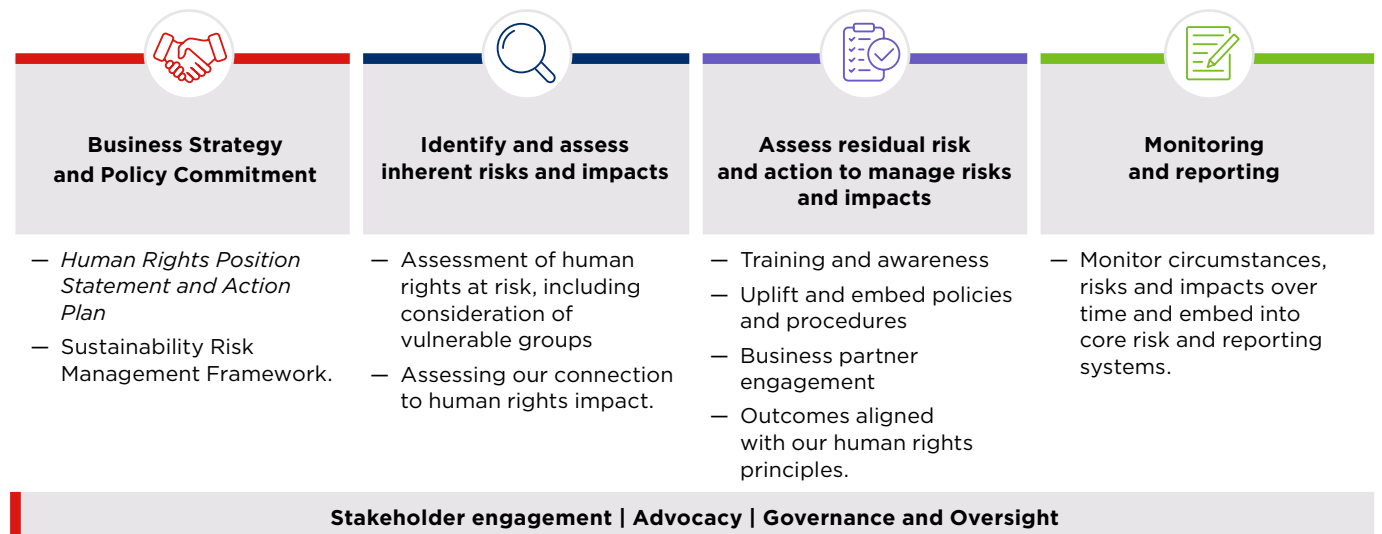 Business Strategy
and Policy Commitment
— Human Rights Position
Statement and Action
Plan
— Sustainability Risk
Management Framework.
Identify and assess
inherent risks and impacts
— Assessment of human
rights at risk, including
consideration of
vulnerable groups
— Assessing our connection
to human rights impact.
Assess residual risk
and action to manage risks
and impacts
— Training and awareness
— Uplift and embed policies
and procedures
— Business partner
engagement
— Outcomes aligned
with our human rights
principles.
Monitoring
and reporting
— Monitor circumstances,
risks and impacts over
time and embed into
core risk and reporting
systems.
Stakeholder engagement | Advocacy | Governance and Oversight